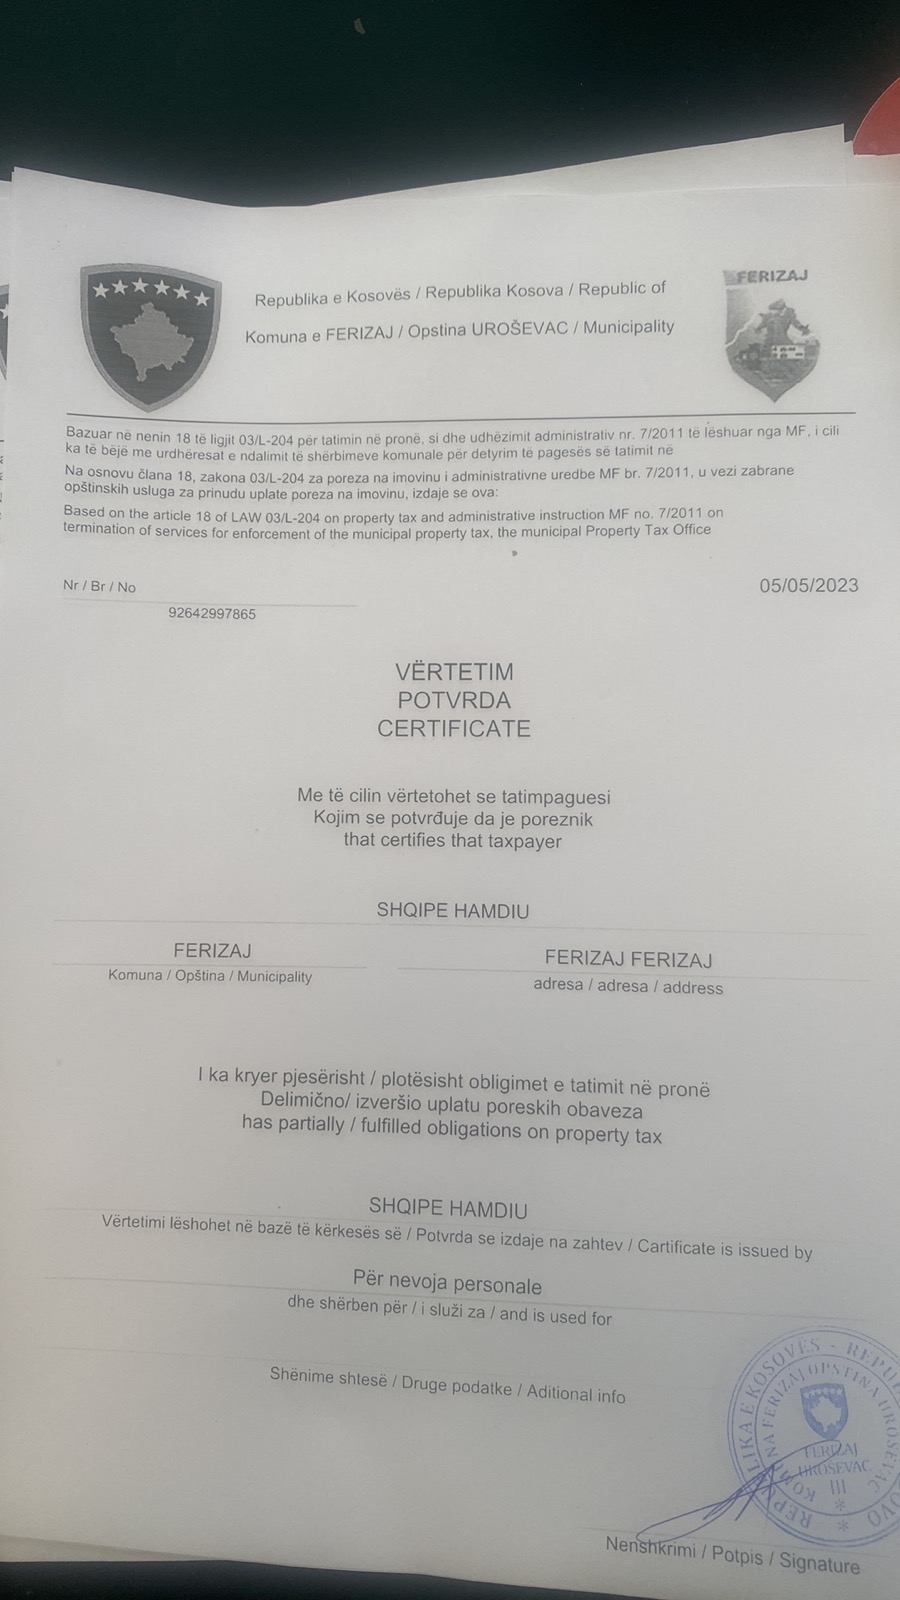 FERIZAJ
Republika e Kosovës / Republika Kosova / Republic of
Komuna e FERIZAJ / Opstina UROŠEVAC / Municipality
Bazuar në nenin 18 të ligjit 03/L-204 për tatimin në pronë, si dhe udhëzimit administrativ nr. 7/2011 të lëshuar nga MF, i cili
ka të bëjë me urdhëresat e ndalimit të shërbimeve komunale për detyrim të pagesës së tatimit në
Na osnovu člana 18, zakona 03/L-204 za poreza na imovinu i administrativne uredbe MF br. 7/2011, u vezi zabrane
opštinskih usluga za prinudu uplate poreza na imovinu, izdaje se ova:
Based on the article 18 of LAW 03/L-204 on property tax and administrative instruction MF no. 7/2011 on
termination of services for enforcement of the municipal property tax, the municipal Property Tax Office
Nr / Br / No
05/05/2023
92642997865
VËRTETIM
POTVRDA
CERTIFICATE
Me të cilin vërtetohet se tatimpaguesi
Kojim se potvrđuje da je poreznik
that certifies that taxpayer
SHQIPE HAMDIU
FERIZAJ
FERIZAJ FERIZAJ
Komuna / Opština / Municipality
adresa / adresa / address
I ka kryer pjesërisht / plotësisht obligimet e tatimit në pronë
Delimično/ izveršio uplatu poreskih obaveza
has partially / fulfilled obligations on property tax
SHQIPE HAMDIU
Vërtetimi lëshohet në bazë të kërkesës së / Potvrda se izdaje na zahtev / Cartificate is issued by
Për nevoja personale
dhe shërben për / i služi za / and is used for
Shënime shtesë / Druge podatke / Aditional info
REPUBLIKA E KOSOVËS - REPU
KOMUNA FERIZAJ OPSTINA UROSEVAC
FERIZAJ
UROSEVAC
III
Nenshkrimi / Potpis / Signature